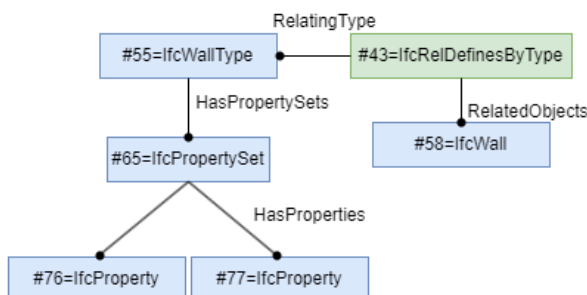 RelatingType
#55=IfcWallType
#43=IfcRelDefinesByType
HasPropertySets
RelatedObjects
#58=IfcWall
#65=IfcPropertySet
HasProperties
#76=IfcProperty
#77=IfcProperty